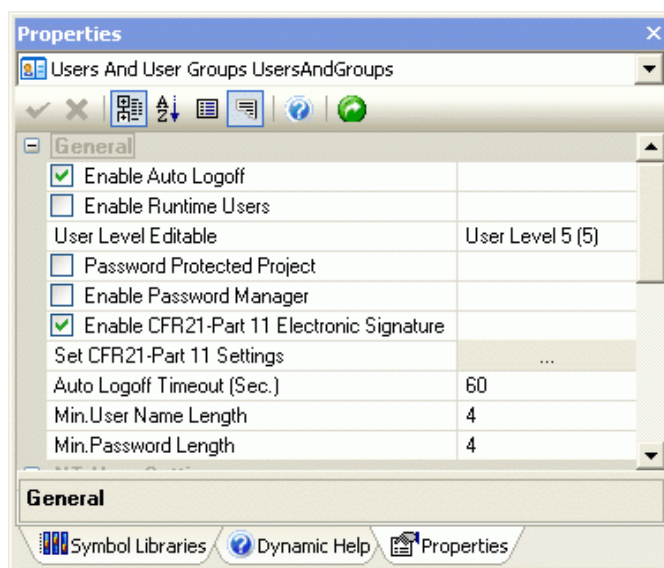 Properties
Users And User Groups UsersAndGroups
General
Enable Auto Logoff
Enable Runtime Users
User Level Editable User Level 5 (5)
Password Protected Project
Enable Password Manager
Enable CFR21-Part 11 Electronic Signature
Set CFR21-Part 11 Settings ...
Auto Logoff Timeout (Sec.) 60
Min.User Name Length 4
Min.Password Length 4
General
Symbol Libraries Dynamic Help Properties